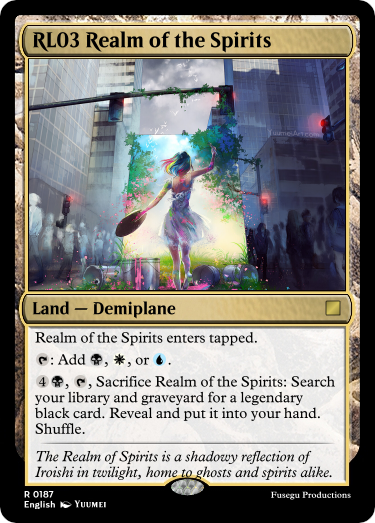 RL03 Realm of the Spirits
YuumeiArt.com
Land — Demiplane
Realm of the Spirits enters tapped.
: Add , , or .
4, , Sacrifice Realm of the Spirits: Search
your library and graveyard for a legendary
black card. Reveal and put it into your hand.
Shuffle.
The Realm of Spirits is a shadowy reflection of
Iroishi in twilight, home to ghosts and spirits alike.
R 0187
English Yuumei
Fusegu Productions